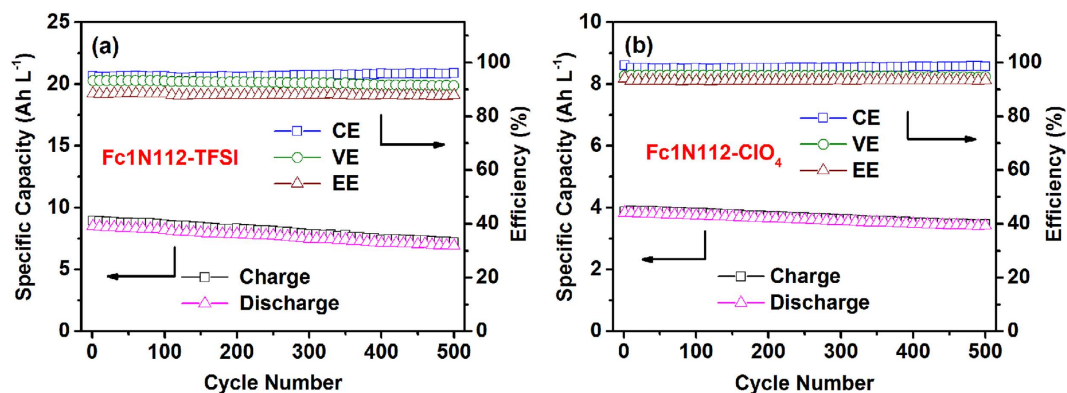 (a)
Specific Capacity (Ah L⁻¹)
25
20
15
10
5
0
Fc1N112-TFSI
CE
VE
EE
Charge
Discharge
100
80
60
40
20
0
Efficiency (%)
0 100 200 300 400 500
Cycle Number
(b)
Specific Capacity (Ah L⁻¹)
10
8
6
4
2
0
Fc1N112-ClO₄
CE
VE
EE
Charge
Discharge
100
80
60
40
20
0
Efficiency (%)
0 100 200 300 400 500
Cycle Number